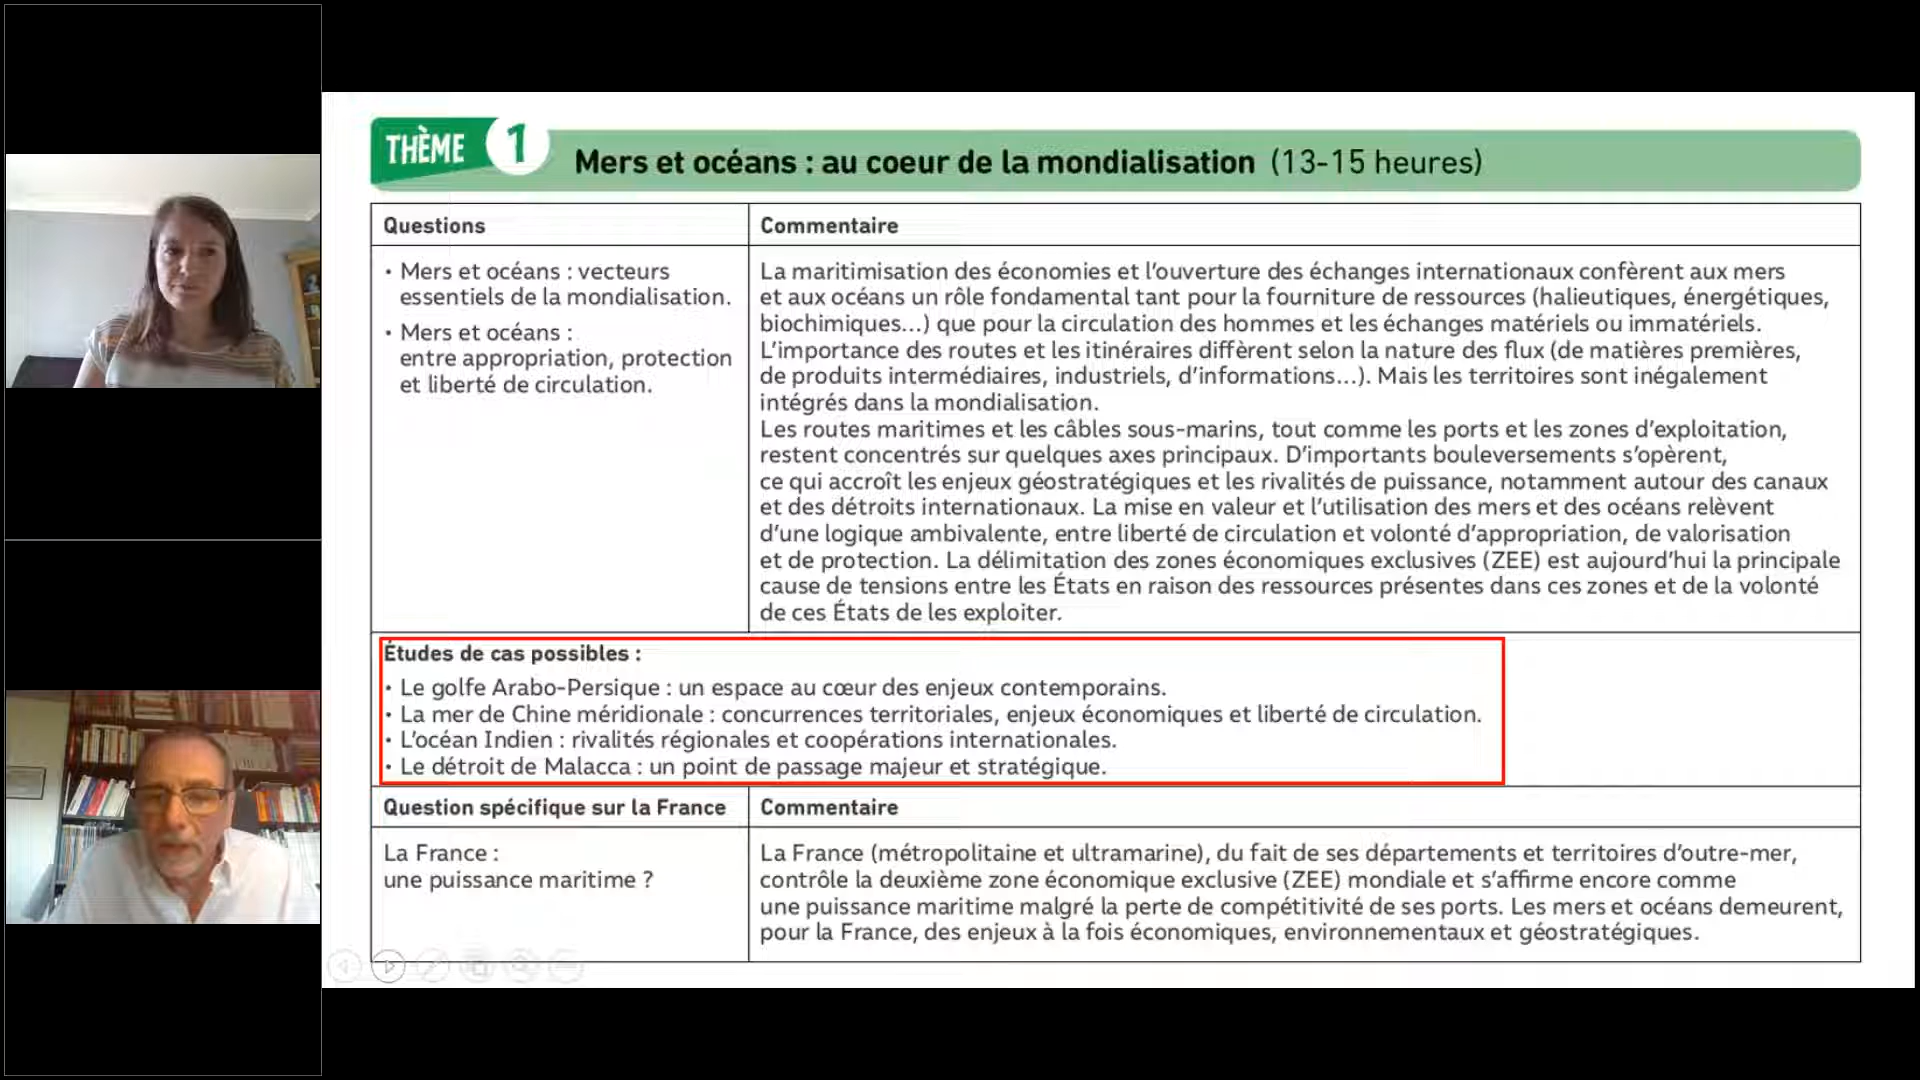 THÈME 1
Mers et océans : au coeur de la mondialisation (13-15 heures)
Questions
Commentaire
• Mers et océans : vecteurs
essentiels de la mondialisation.
• Mers et océans :
entre appropriation, protection
et liberté de circulation.
La maritimisation des économies et l’ouverture des échanges internationaux confèrent aux mers
et aux océans un rôle fondamental tant pour la fourniture de ressources (halieutiques, énergétiques,
biochimiques...) que pour la circulation des hommes et les échanges matériels ou immatériels.
L’importance des routes et les itinéraires diffèrent selon la nature des flux (de matières premières,
de produits intermédiaires, industriels, d’informations...). Mais les territoires sont inégalement
intégrés dans la mondialisation.
Les routes maritimes et les câbles sous-marins, tout comme les ports et les zones d’exploitation,
restent concentrés sur quelques axes principaux. D’importants bouleversements s’opèrent,
ce qui accroît les enjeux géostratégiques et les rivalités de puissance, notamment autour des canaux
et des détroits internationaux. La mise en valeur et l’utilisation des mers et des océans relèvent
d’une logique ambivalente, entre liberté de circulation et volonté d’appropriation, de valorisation
et de protection. La délimitation des zones économiques exclusives (ZEE) est aujourd’hui la principale
cause de tensions entre les États en raison des ressources présentes dans ces zones et de la volonté
de ces États de les exploiter.
Études de cas possibles :
• Le golfe Arabo-Persique : un espace au cœur des enjeux contemporains.
• La mer de Chine méridionale : concurrences territoriales, enjeux économiques et liberté de circulation.
• L’océan Indien : rivalités régionales et coopérations internationales.
• Le détroit de Malacca : un point de passage majeur et stratégique.
Question spécifique sur la France
Commentaire
La France :
une puissance maritime ?
La France (métropolitaine et ultramarine), du fait de ses départements et territoires d’outre-mer,
contrôle la deuxième zone économique exclusive (ZEE) mondiale et s’affirme encore comme
une puissance maritime malgré la perte de compétitivité de ses ports. Les mers et océans demeurent,
pour la France, des enjeux à la fois économiques, environnementaux et géostratégiques.